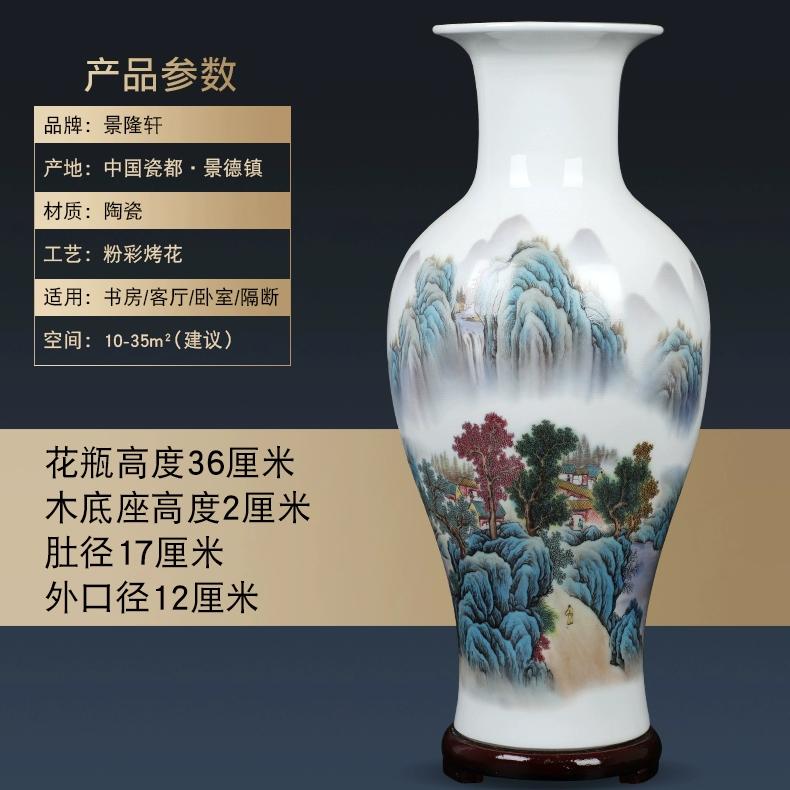 产品参数
品牌：景隆轩
产地：中国瓷都·景德镇
材质：陶瓷
工艺：粉彩烤花
适用：书房/客厅/卧室/隔断
空间：10-35m²(建议)
花瓶高度36厘米
木底座高度2厘米
肚径17厘米
外口径12厘米